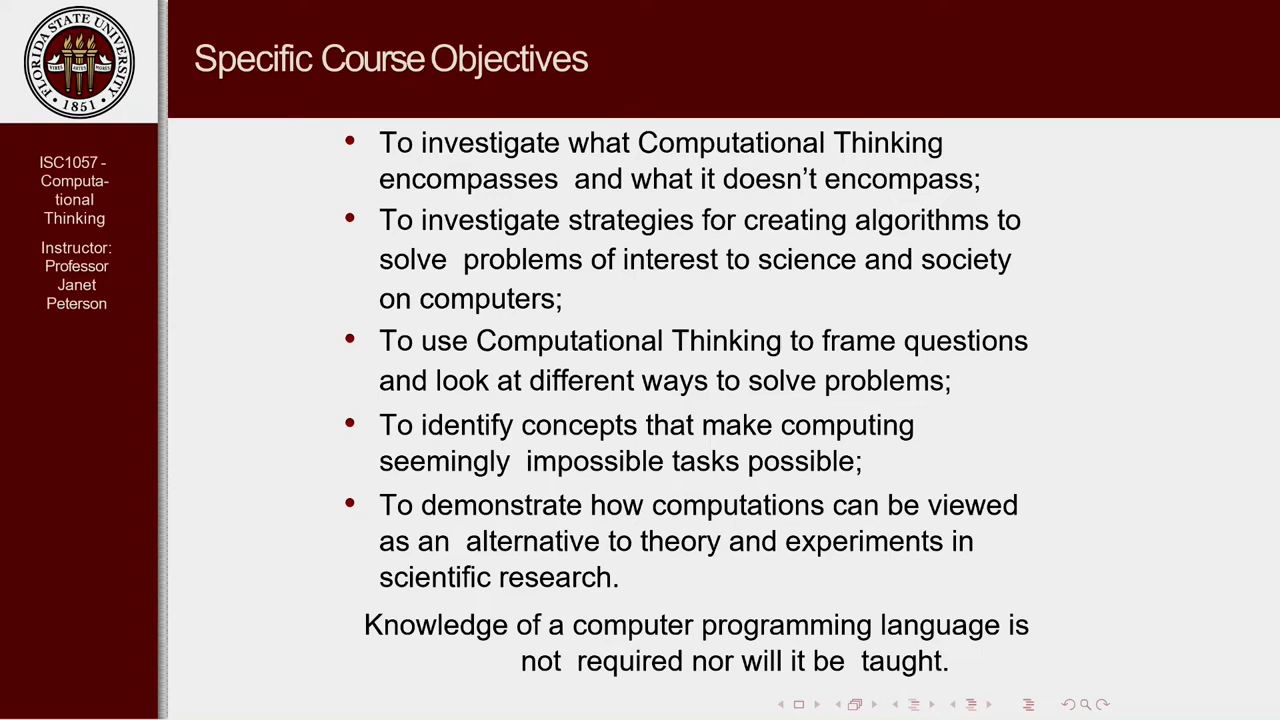 FLORIDA STATE UNIVERSITY
VIRES ARTES MORES
1851
Specific Course Objectives
ISC1057 -
Computa-
tional
Thinking
Instructor:
Professor
Janet
Peterson
• To investigate what Computational Thinking
encompasses and what it doesn’t encompass;
• To investigate strategies for creating algorithms to
solve problems of interest to science and society
on computers;
• To use Computational Thinking to frame questions
and look at different ways to solve problems;
• To identify concepts that make computing
seemingly impossible tasks possible;
• To demonstrate how computations can be viewed
as an alternative to theory and experiments in
scientific research.
Knowledge of a computer programming language is
not required nor will it be taught.